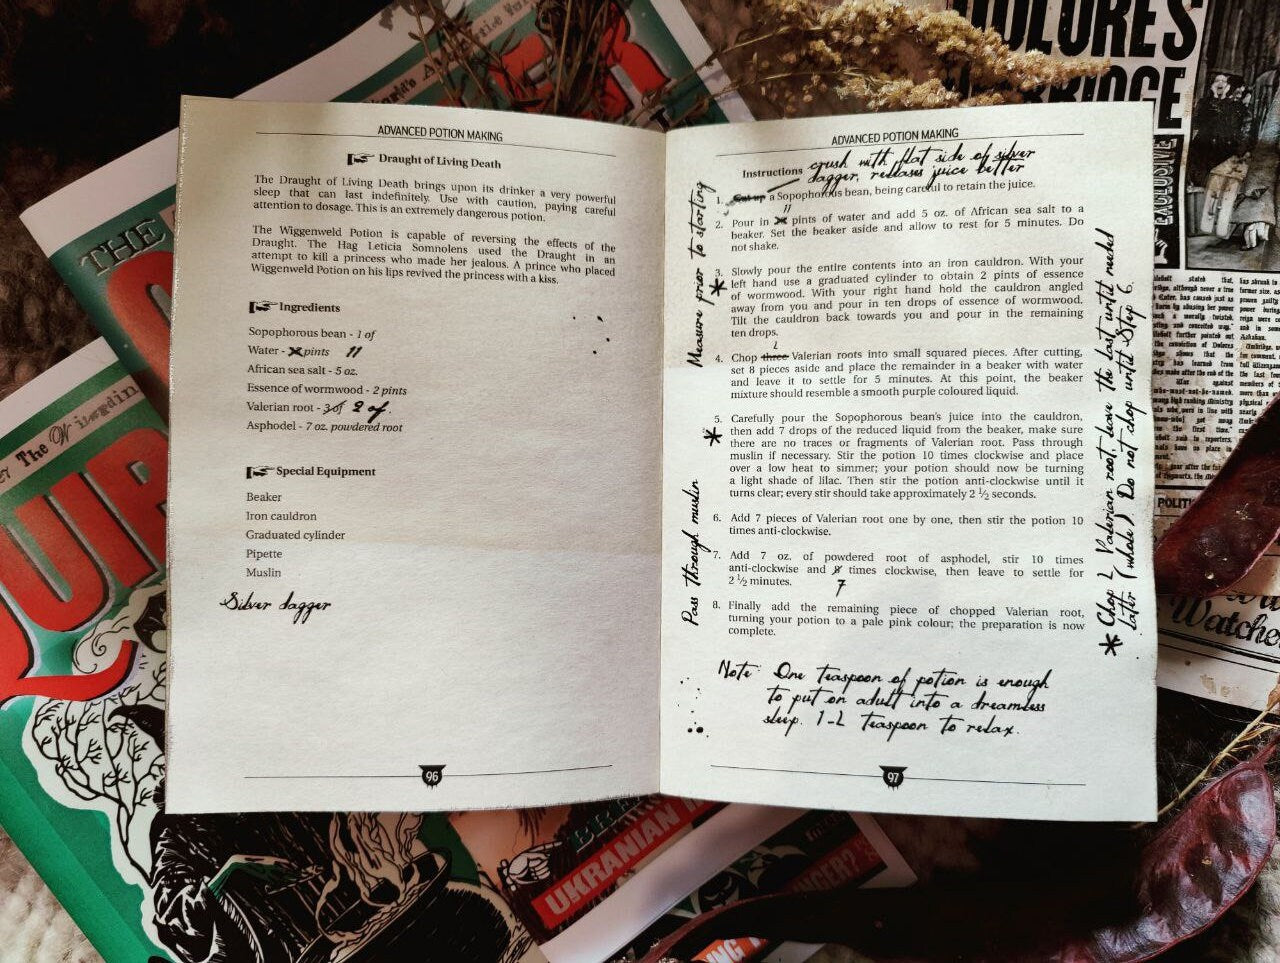 ADVANCED POTION MAKING
Draught of Living Death
The Draught of Living Death brings upon its drinker a very powerful
sleep that can last indefinitely. Use with caution, paying careful
attention to dosage. This is an extremely dangerous potion.
The Wiggenweld Potion is capable of reversing the effects of the
Draught. The Hag Leticia Somnolens used the Draught in an
attempt to kill a princess who made her jealous. A prince who placed
Wiggenweld Potion on his lips revived the princess with a kiss.
Ingredients
Sopophorous bean - 1 of
Water - pints 11
African sea salt - 5 oz.
Essence of wormwood - 2 pints
Valerian root - 3 of 2 of.
Asphodel - 7 oz. powdered root
Special Equipment
Beaker
Iron cauldron
Graduated cylinder
Pipette
Muslin
Silver dagger
96
ADVANCED POTION MAKING
Instructions crush with flat side of silver
dagger, releases juice better
1. Cut up a Sopophorous bean, being careful to retain the juice.
11
2. Pour in pints of water and add 5 oz. of African sea salt to a
beaker. Set the beaker aside and allow to rest for 5 minutes. Do
not shake.
3. Slowly pour the entire contents into an iron cauldron. With your
left hand use a graduated cylinder to obtain 2 pints of essence
of wormwood. With your right hand hold the cauldron angled
away from you and pour in ten drops of essence of wormwood.
Tilt the cauldron back towards you and pour in the remaining
ten drops.
2
4. Chop three Valerian roots into small squared pieces. After cutting,
set 8 pieces aside and place the remainder in a beaker with water
and leave it to settle for 5 minutes. At this point, the beaker
mixture should resemble a smooth purple coloured liquid.
5. Carefully pour the Sopophorous bean's juice into the cauldron,
then add 7 drops of the reduced liquid from the beaker, make sure
there are no traces or fragments of Valerian root. Pass through
muslin if necessary. Stir the potion 10 times clockwise and place
over a low heat to simmer; your potion should now be turning
a light shade of lilac. Then stir the potion anti-clockwise until it
turns clear; every stir should take approximately 2 ½ seconds.
6. Add 7 pieces of Valerian root one by one, then stir the potion 10
times anti-clockwise.
7. Add 7 oz. of powdered root of asphodel, stir 10 times
anti-clockwise and 8 times clockwise, then leave to settle for
2 ½ minutes.
7
8. Finally add the remaining piece of chopped Valerian root,
turning your potion to a pale pink colour; the preparation is now
complete.
Note: One teaspoon of potion is enough
to put an adult into a dreamless
sleep. 1-2 teaspoon to relax.
97
* Measure prior to starting
* Pass through muslin
* Chop 2 Valerian root, leave the last until needed
later (whole) Do not chop until Step 6.
THE
DOLORES
EXCLUSIVE
UKRANIAN